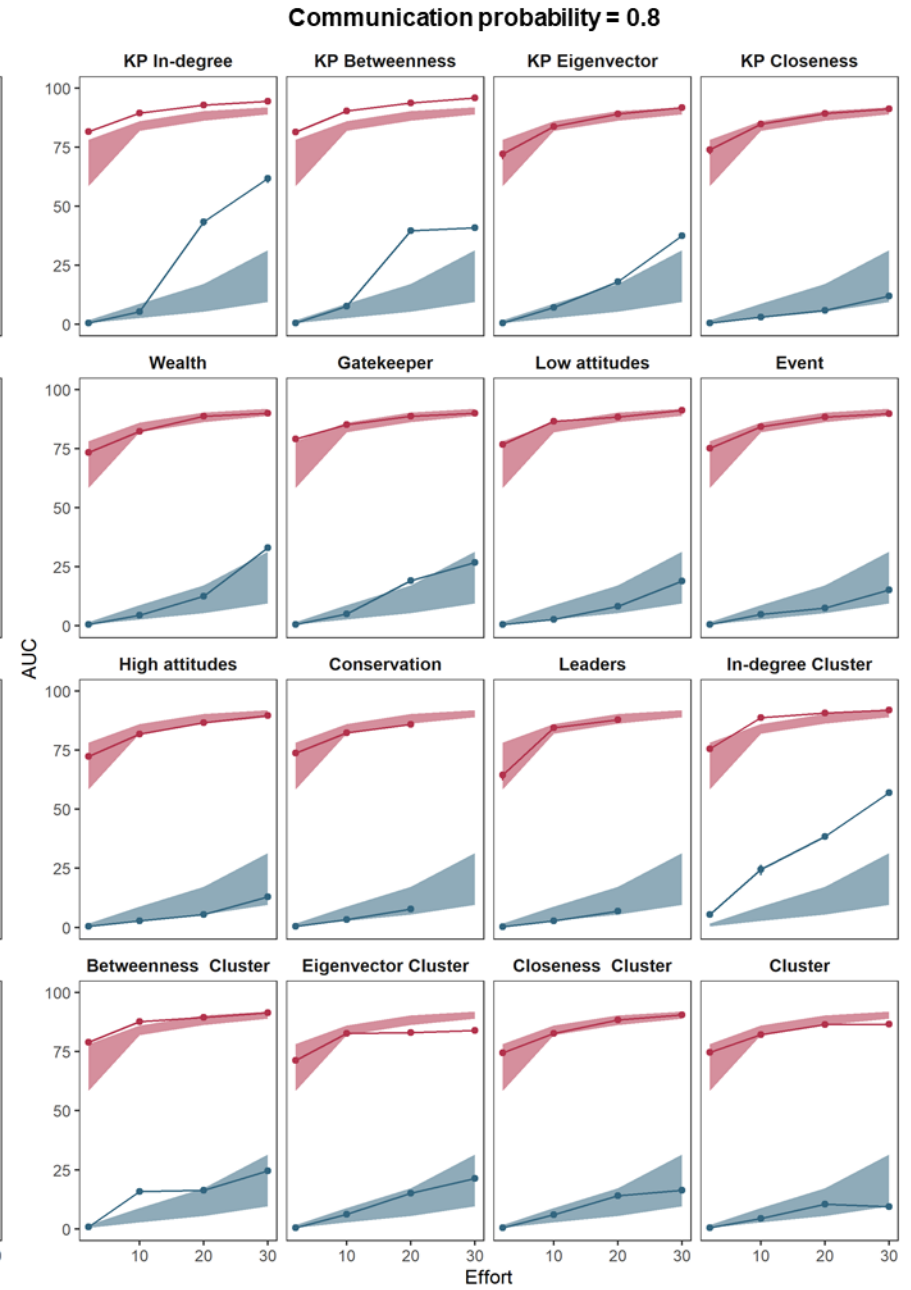 Communication probability = 0.8
KP In-degree KP Betweenness KP Eigenvector KP Closeness
100
75
50
25
0
Wealth Gatekeeper Low attitudes Event
100
75
50
25
0
AUC
High attitudes Conservation Leaders In-degree Cluster
100
75
50
25
0
Betweenness Cluster Eigenvector Cluster Closeness Cluster Cluster
100
75
50
25
0
10 20 30 10 20 30 10 20 30 10 20 30
Effort